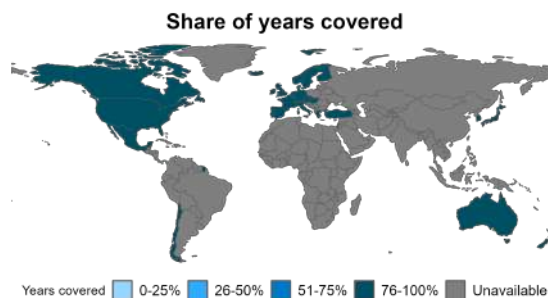 Share of years covered
Years covered 0-25% 26-50% 51-75% 76-100% Unavailable